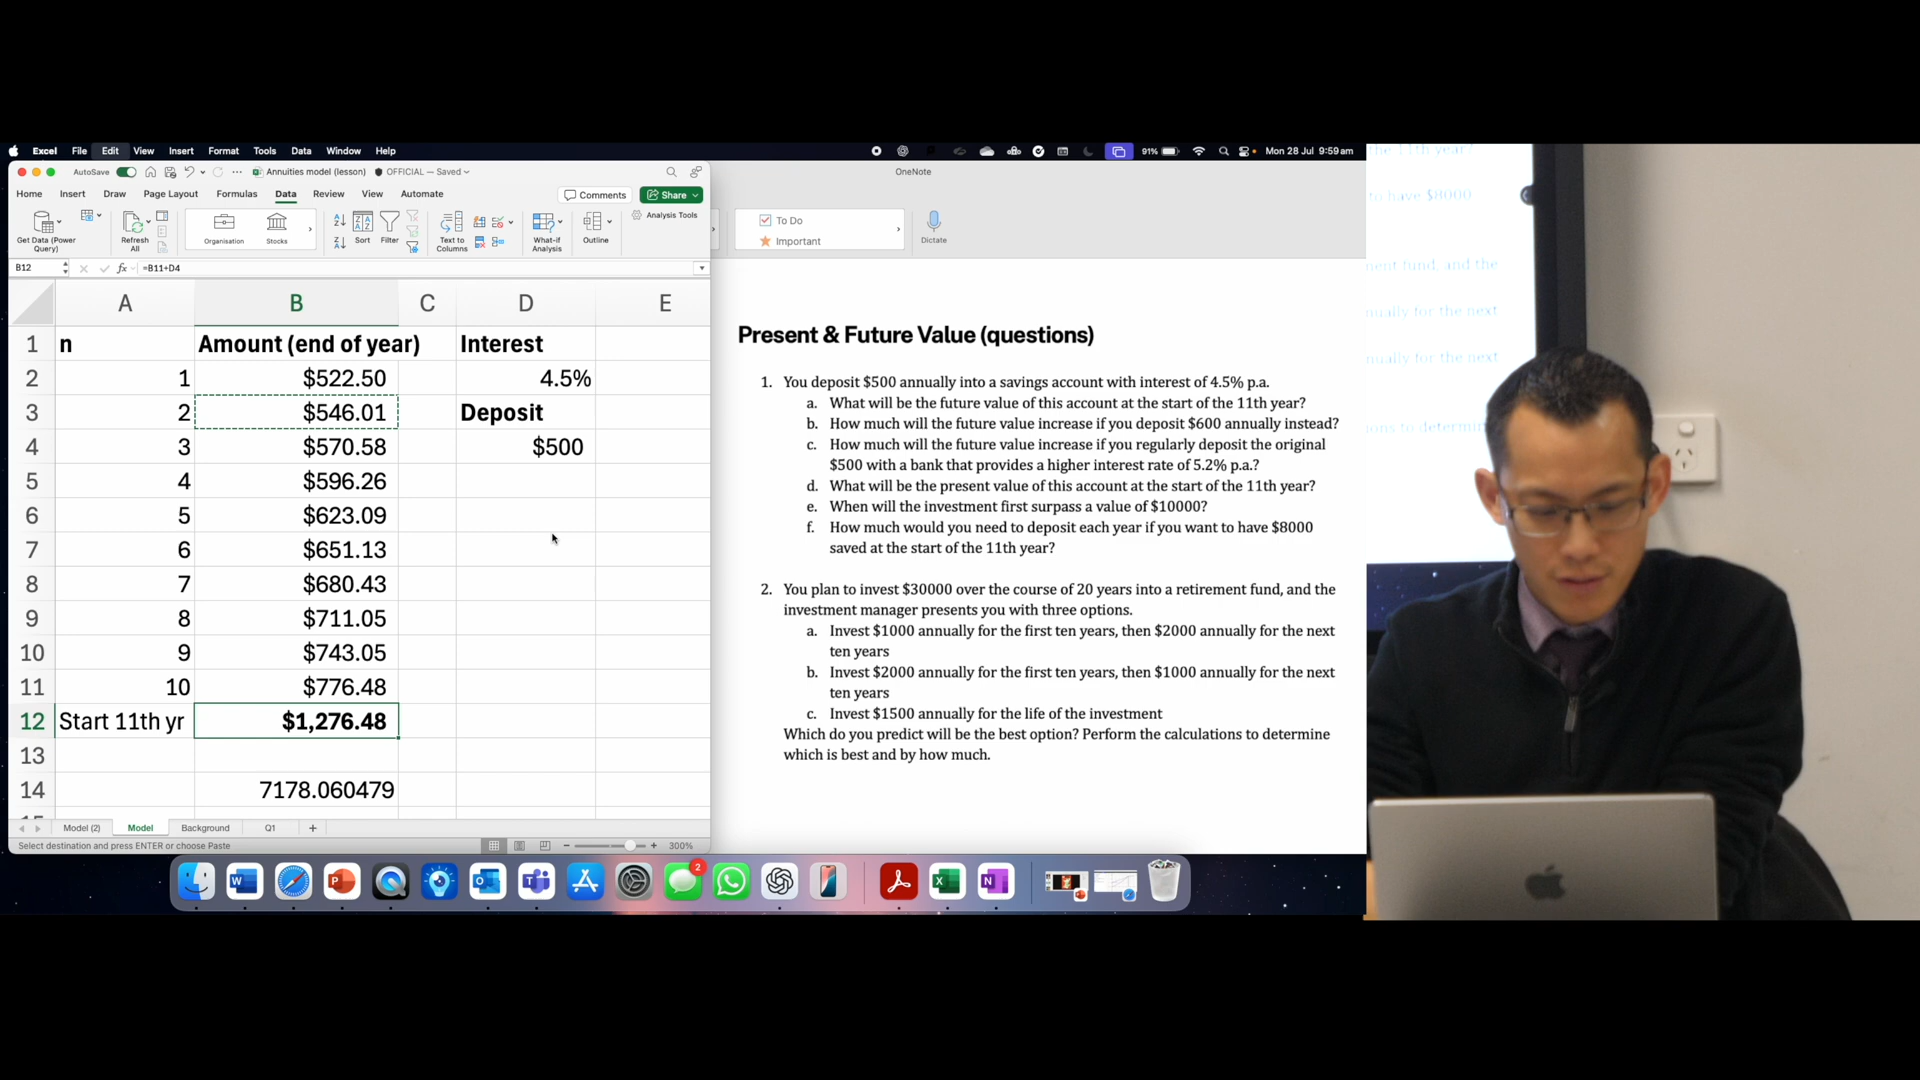 Excel File Edit View Insert Format Tools Data Window Help
91% Mon 28 Jul 9:59am
AutoSave Annuities model (lesson) OFFICIAL — Saved
OneNote
Home Insert Draw Page Layout Formulas Data Review View Automate Comments Share
Get Data (Power Query)
Refresh All
Organisation Stocks
Sort Filter
Text to Columns
What-if Analysis
Outline
Analysis Tools
To Do
Important
Dictate
B12 fx =B11+D4
A B C D E
1 n Amount (end of year) Interest
2 1 $522.50 4.5%
3 2 $546.01 Deposit
4 3 $570.58 $500
5 4 $596.26
6 5 $623.09
7 6 $651.13
8 7 $680.43
9 8 $711.05
10 9 $743.05
11 10 $776.48
12 Start 11th yr $1,276.48
13
14 7178.060479
Model (2) Model Background Q1 +
Select destination and press ENTER or choose Paste
300%
Present & Future Value (questions)
1. You deposit $500 annually into a savings account with interest of 4.5% p.a.
a. What will be the future value of this account at the start of the 11th year?
b. How much will the future value increase if you deposit $600 annually instead?
c. How much will the future value increase if you regularly deposit the original
$500 with a bank that provides a higher interest rate of 5.2% p.a.?
d. What will be the present value of this account at the start of the 11th year?
e. When will the investment first surpass a value of $10000?
f. How much would you need to deposit each year if you want to have $8000
saved at the start of the 11th year?
2. You plan to invest $30000 over the course of 20 years into a retirement fund, and the
investment manager presents you with three options.
a. Invest $1000 annually for the first ten years, then $2000 annually for the next
ten years
b. Invest $2000 annually for the first ten years, then $1000 annually for the next
ten years
c. Invest $1500 annually for the life of the investment
Which do you predict will be the best option? Perform the calculations to determine
which is best and by how much.
2
to have $8000
fund, and the
for the next
for the next